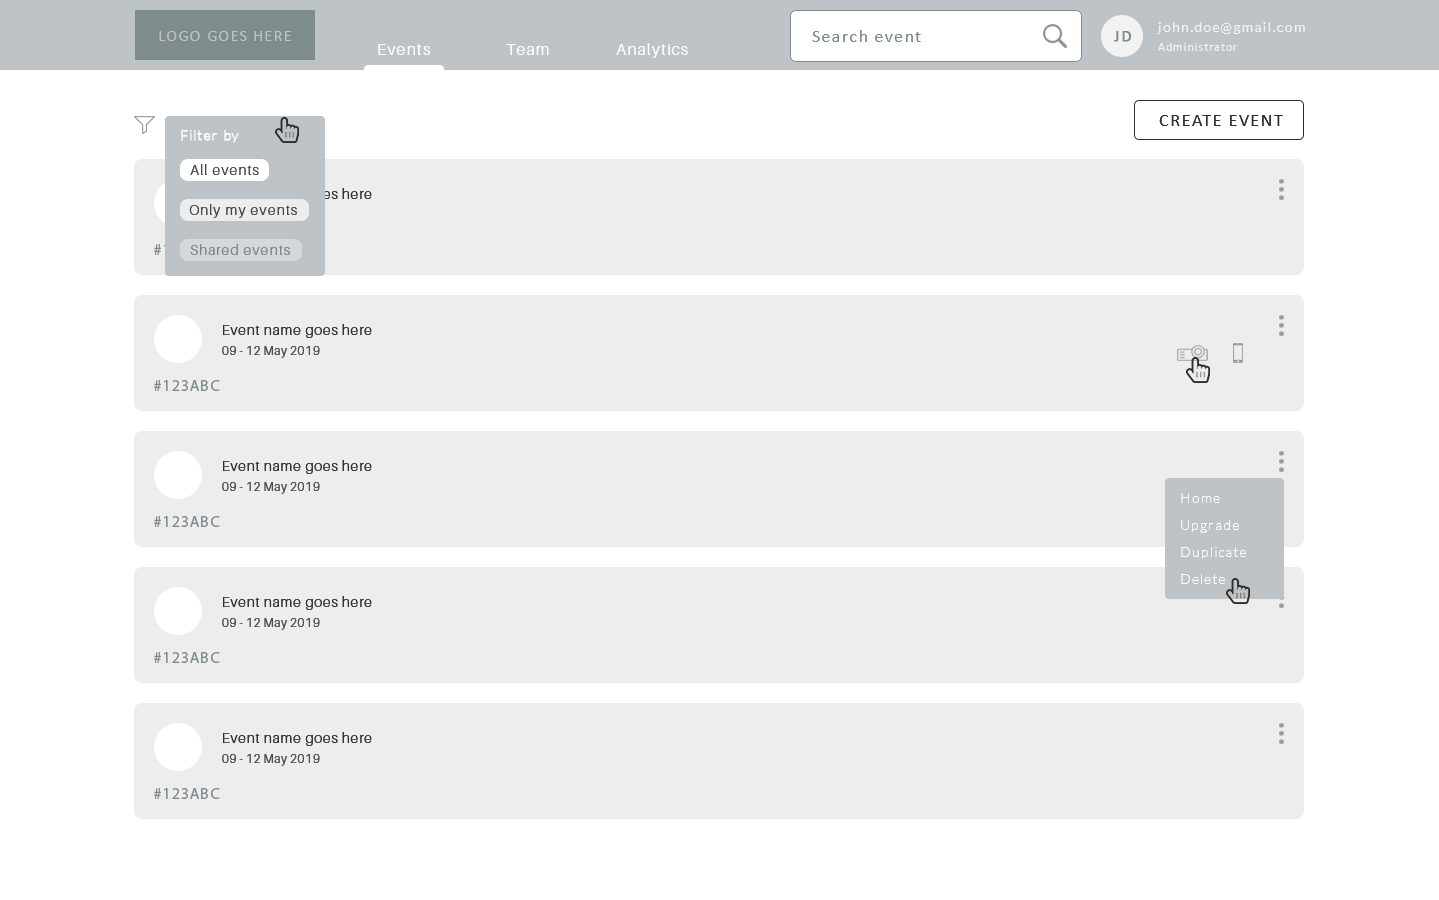 LOGO GOES HERE
Events
Team
Analytics
Search event
JD
john.doe@gmail.com
Administrator
CREATE EVENT
Filter by
All events
Only my events
Shared events
goes here
Event name goes here
09 - 12 May 2019
#123ABC
Event name goes here
09 - 12 May 2019
#123ABC
Home
Upgrade
Duplicate
Delete
Event name goes here
09 - 12 May 2019
#123ABC
Event name goes here
09 - 12 May 2019
#123ABC